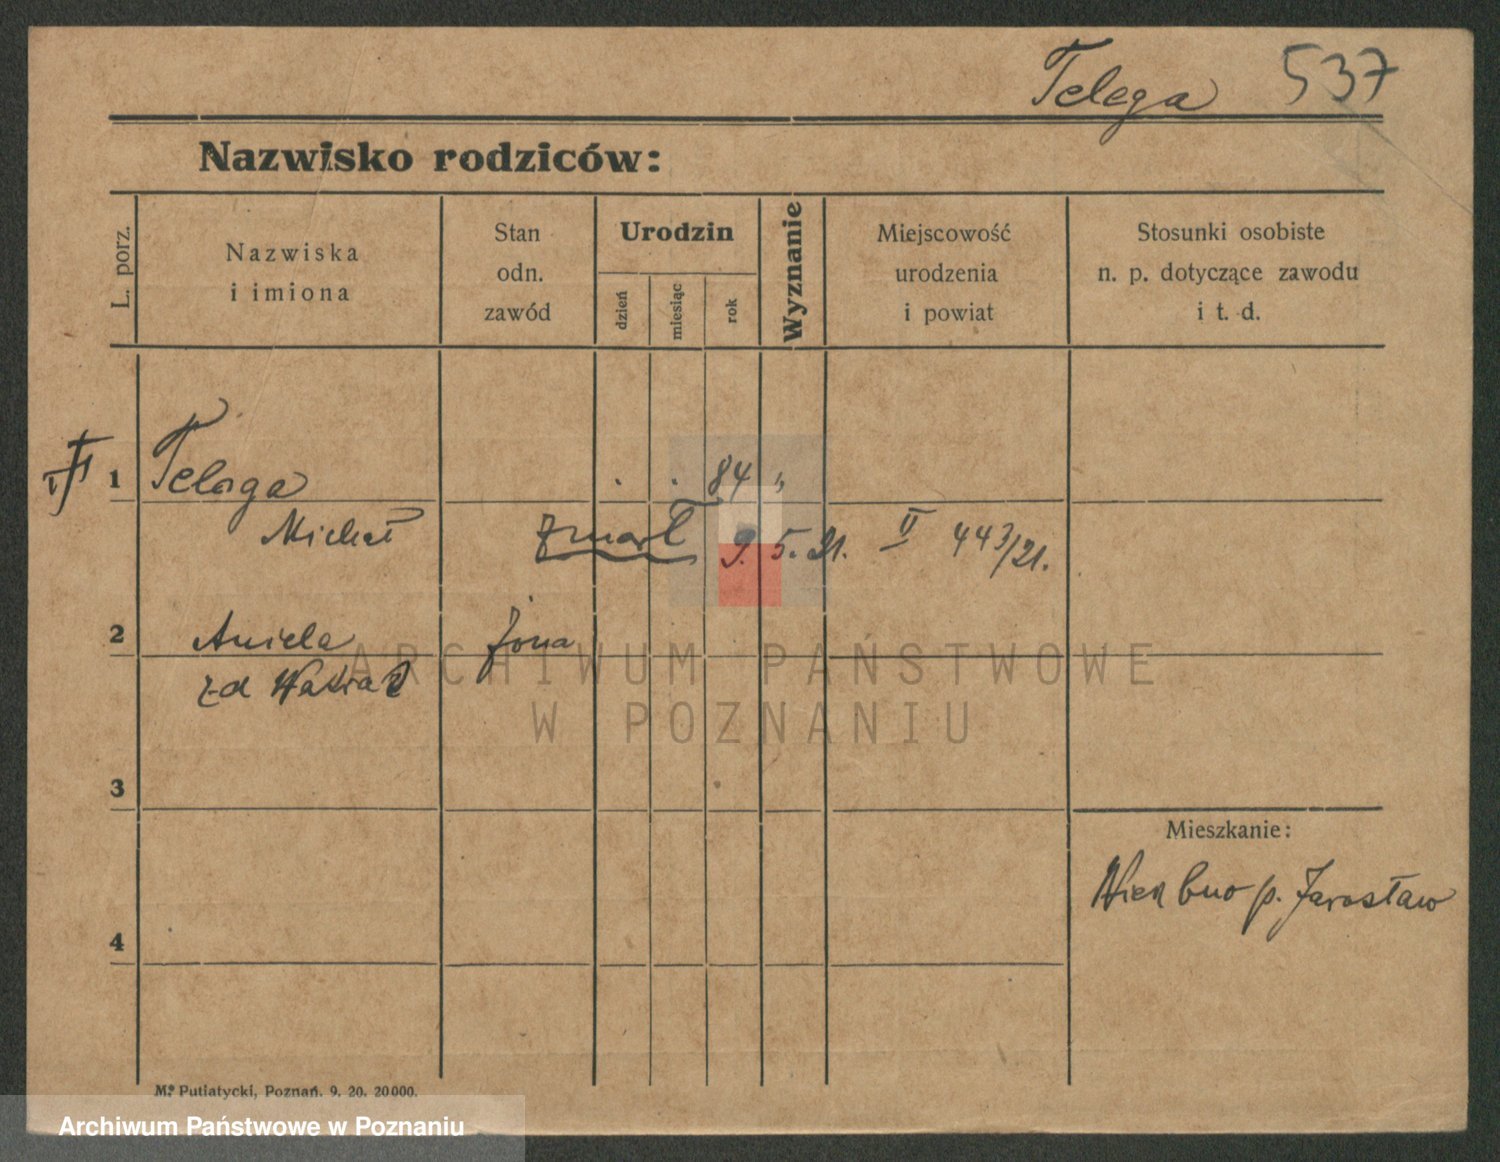 Telega 537
Nazwisko rodziców:
L. porz.
Nazwiska
i imiona
Stan
odn.
zawód
Urodzin
dzień
miesiąc
rok
Wyznanie
Miejscowość
urodzenia
i powiat
Stosunki osobiste
n. p. dotyczące zawodu
i t. d.
1 Telega . . 84 "
Michał zmarł 9. 5. 21. II 443/21.
2 Aniela żona
z d
ARCHIWUM PAŃSTWOWE
W POZNANIU
3
Mieszkanie:
p. Jarosław
4
Putiatycki, Poznań. 9. 20. 20000.
Archiwum Państwowe w Poznaniu